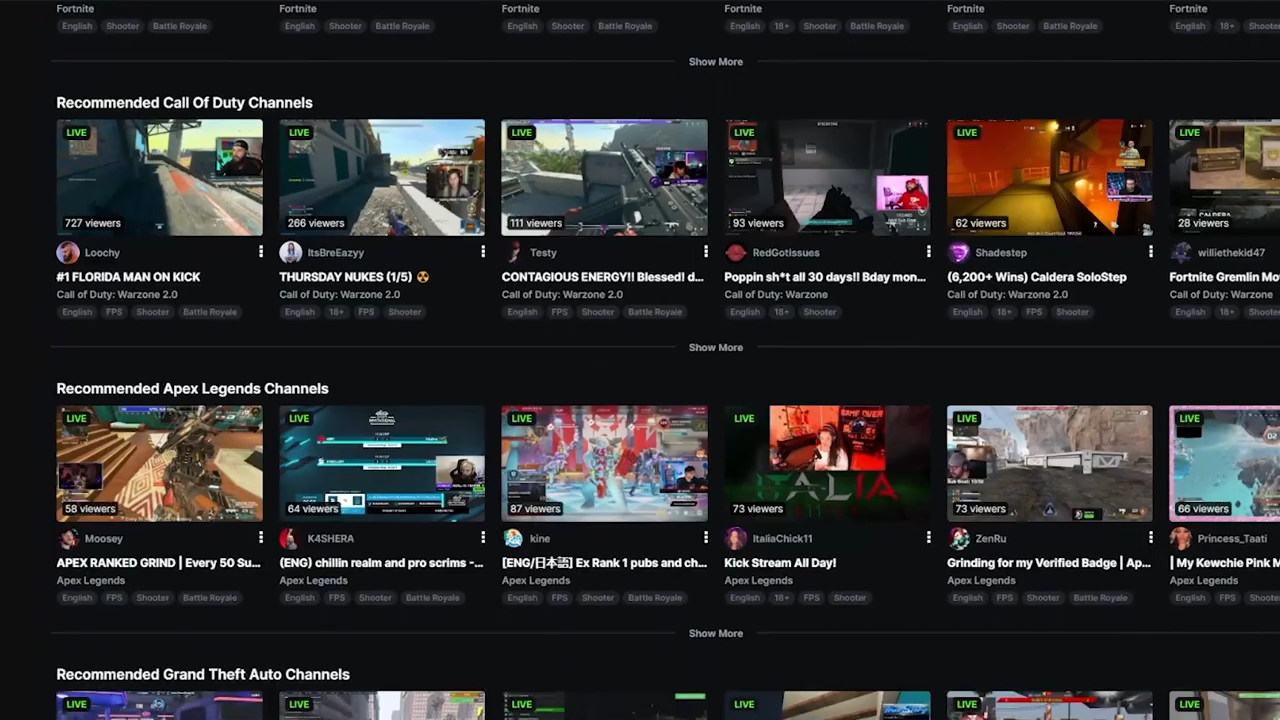 Fortnite Fortnite Fortnite Fortnite Fortnite Fortnite
English Shooter Battle Royale English Shooter Battle Royale English Shooter Battle Royale English 18+ Shooter Battle Royale English Shooter Battle Royale English 18+ Shooter
Show More
Recommended Call Of Duty Channels
LIVE LIVE LIVE LIVE LIVE LIVE
727 viewers 266 viewers 111 viewers 93 viewers 62 viewers 28 viewers
Loochy ItsBreEazyy Testy RedGotIssues Shadestep williethekid47
#1 FLORIDA MAN ON KICK THURSDAY NUKES (1/5) ☢️ CONTAGIOUS ENERGY!! Blessed! d... Poppin sh*t all 30 days!! Bday mon... (6,200+ Wins) Caldera SoloStep Fortnite Gremlin Mo
Call of Duty: Warzone 2.0 Call of Duty: Warzone 2.0 Call of Duty: Warzone 2.0 Call of Duty: Warzone Call of Duty: Warzone 2.0 Call of Duty: Warzone
English FPS Shooter Battle Royale English 18+ FPS Shooter English FPS Shooter Battle Royale English 18+ Shooter English 18+ FPS Shooter English 18+ Shooter
Show More
Recommended Apex Legends Channels
LIVE LIVE LIVE LIVE LIVE LIVE
GAME OVER
ITALIA
58 viewers 64 viewers 87 viewers 73 viewers 73 viewers 66 viewers
Moosey K4SHERA kine ItaliaChick11 ZenRu Princess_Taati
APEX RANKED GRIND | Every 50 Su... (ENG) chillin realm and pro scrims -... [ENG/日本語] Ex Rank 1 pubs and ch... Kick Stream All Day! Grinding for my Verified Badge | Ap... | My Kewchie Pink M
Apex Legends Apex Legends Apex Legends Apex Legends Apex Legends Apex Legends
English FPS Shooter Battle Royale English FPS Shooter Battle Royale English FPS Shooter Battle Royale English 18+ FPS Shooter English FPS Shooter Battle Royale English FPS Shooter
Show More
Recommended Grand Theft Auto Channels
LIVE LIVE LIVE LIVE LIVE LIVE